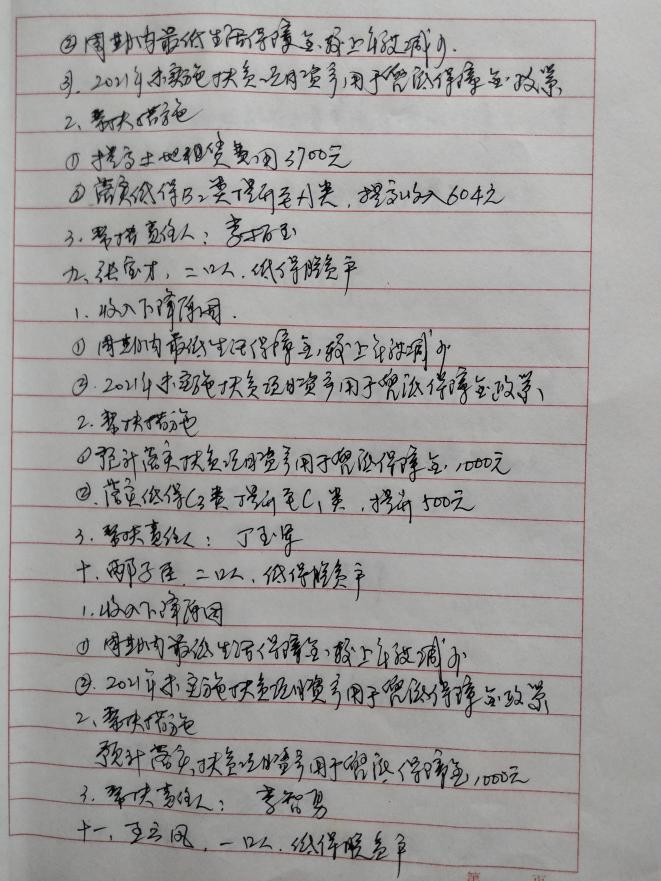 ②周期内最低生活保障金较上年度减少.
③. 2021年未实施扶贫项目资产用于兜底保障金政策
2、帮扶措施
①提高土地租赁费用3700元
②落实低保B2类提升至A类，提高收入604元
3. 帮扶责任人：李
九、张宝才，二口人，低保脱贫户
1. 收入下降原因.
①周期内最低生活保障金较上年度减少
②. 2021年未实施扶贫项目资产用于兜底保障金政策
2. 帮扶措施
①预计落实扶贫项目资产用于兜底保障金1000元
②. 落实低保C3类提升至C1类，提升500元
3. 帮扶责任人：丁玉军
十. 邴子臣，二口人，低保脱贫户
1. 收入下降原因
①周期内最低生活保障金较上年度减少
②. 2021年未实施扶贫项目资产用于兜底保障金政策
2、帮扶措施
预计落实扶贫项目资产用于兜底保障金1000元
3. 帮扶责任人：李智勇
十一、王云凤，一口人，低保脱贫户
第 页